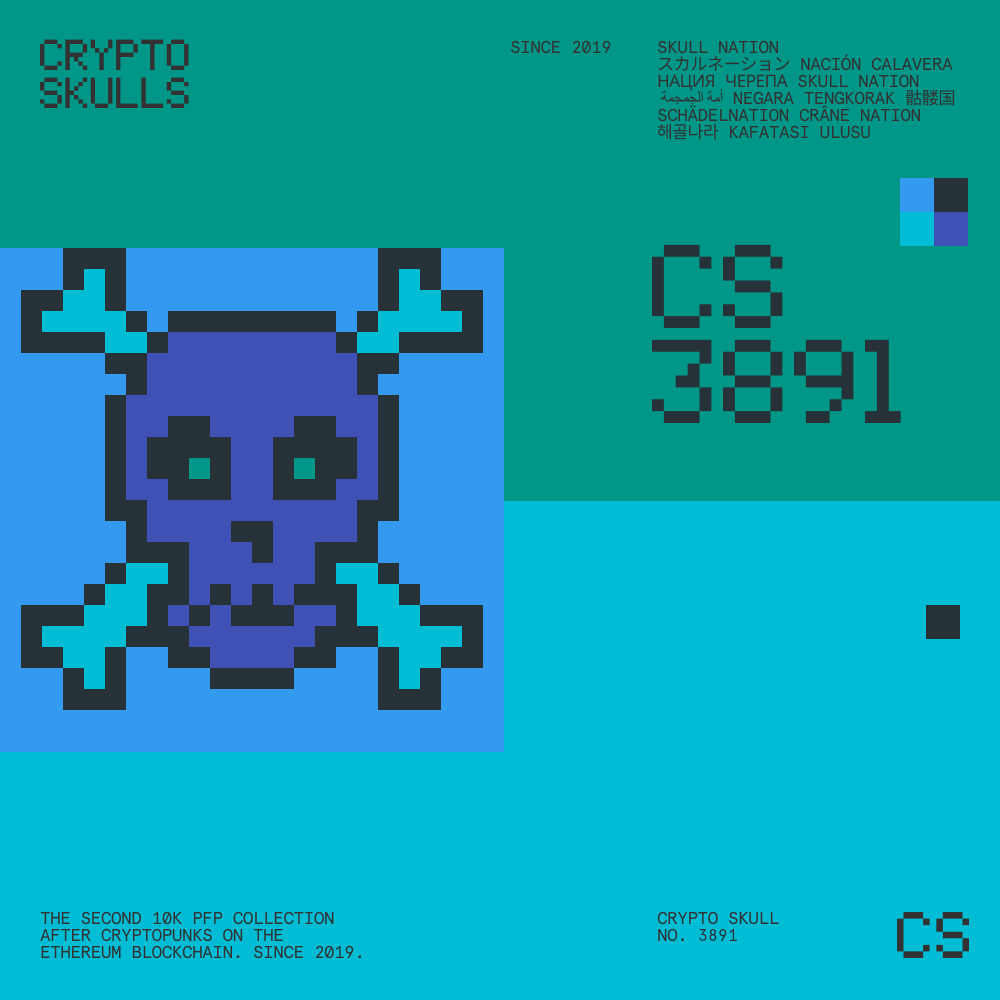 CRYPTO
SKULLS
SINCE 2019
SKULL NATION
スカルネーション NACIÓN CALAVERA
НАЦИЯ ЧЕРЕПА SKULL NATION
أمة الجمجمة NEGARA TENGKORAK 骷髅国
SCHÄDELNATION CRÂNE NATION
해골나라 KAFATASI ULUSU
CS
3891
THE SECOND 10K PFP COLLECTION
AFTER CRYPTOPUNKS ON THE
ETHEREUM BLOCKCHAIN. SINCE 2019.
CRYPTO SKULL
NO. 3891
CS